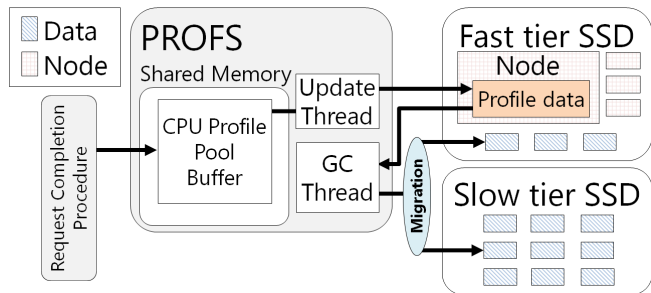 Data
Node
PROFS
Shared Memory
CPU Profile
Pool
Buffer
Update
Thread
GC
Thread
Request Completion
Procedure
Migration
Fast tier SSD
Node
Profile data
Slow tier SSD